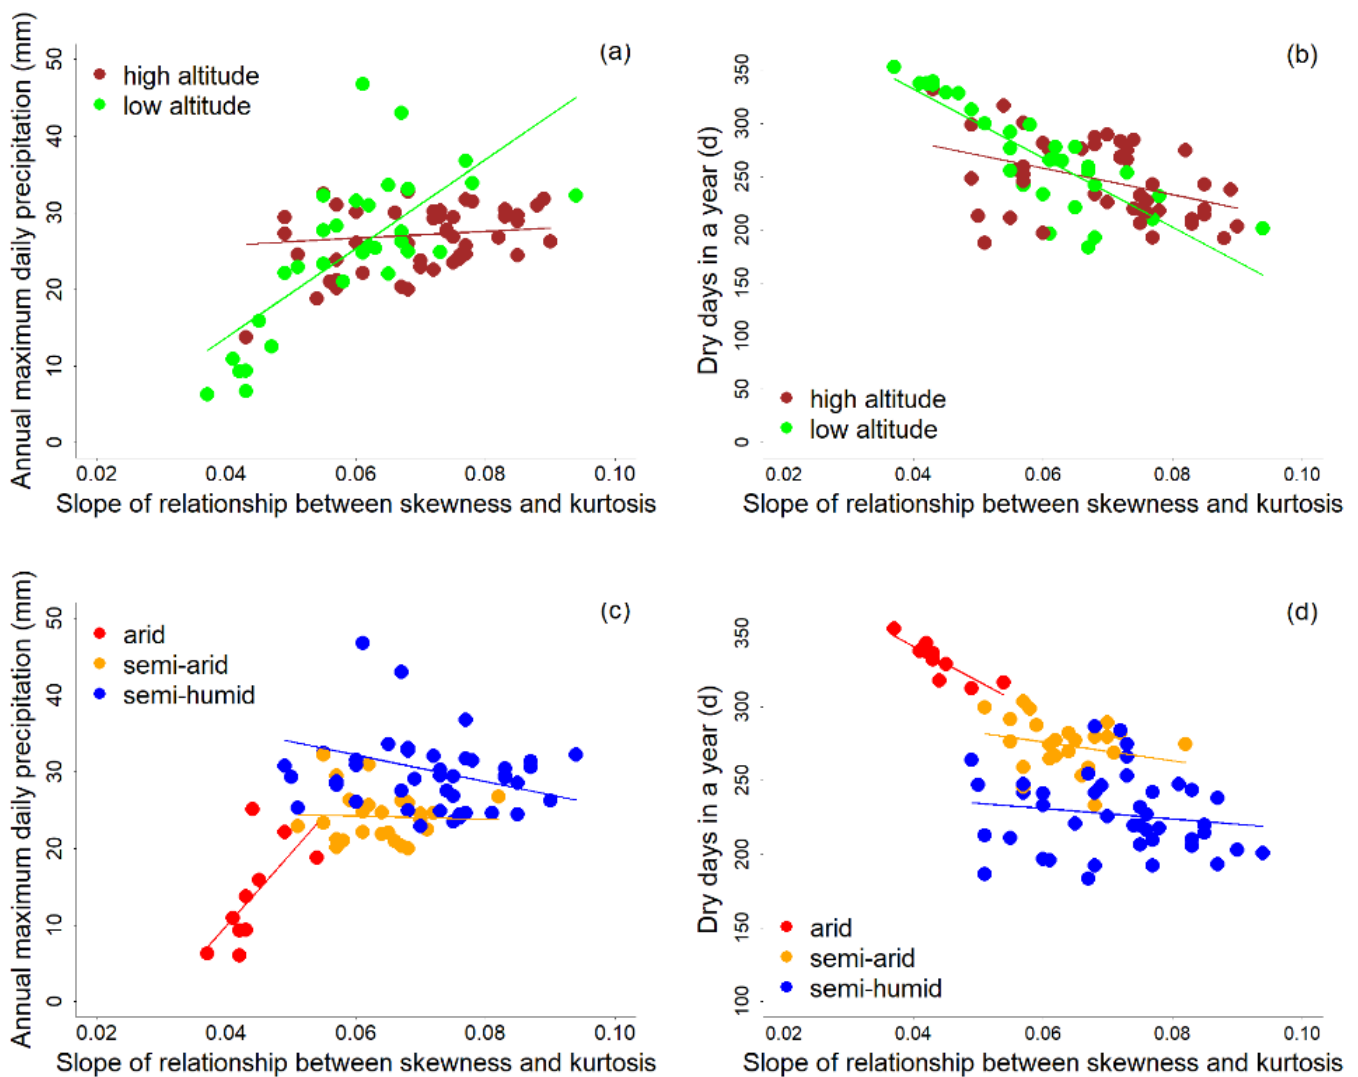 (a)
high altitude
low altitude
Annual maximum daily precipitation (mm)
50
40
30
20
10
0
0.02 0.04 0.06 0.08 0.10
Slope of relationship between skewness and kurtosis
(b)
Dry days in a year (d)
350
300
250
200
150
100
50
0
high altitude
low altitude
0.02 0.04 0.06 0.08 0.10
Slope of relationship between skewness and kurtosis
(c)
arid
semi-arid
semi-humid
Annual maximum daily precipitation (mm)
50
40
30
20
10
0
0.02 0.04 0.06 0.08 0.10
Slope of relationship between skewness and kurtosis
(d)
Dry days in a year (d)
350
300
250
200
150
100
arid
semi-arid
semi-humid
0.02 0.04 0.06 0.08 0.10
Slope of relationship between skewness and kurtosis